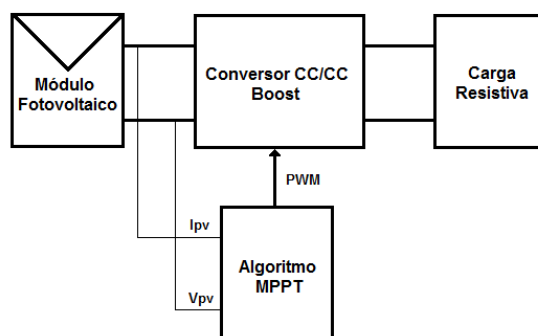 Módulo
Fotovoltaico
Conversor CC/CC
Boost
Carga
Resistiva
PWM
Ipv
Vpv
Algoritmo
MPPT